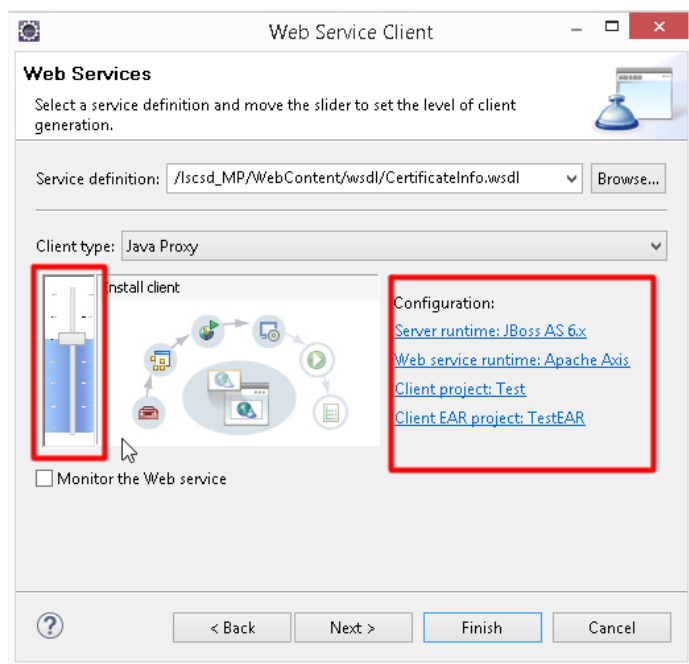 Web Service Client
Web Services
Select a service definition and move the slider to set the level of client
generation.
Service definition: /Iscsd_MP/WebContent/wsdl/CertificateInfo.wsdl Browse...
Client type: Java Proxy
Install client
Configuration:
Server runtime: JBoss AS 6.x
Web service runtime: Apache Axis
Client project: Test
Client EAR project: TestEAR
Monitor the Web service
? < Back Next > Finish Cancel